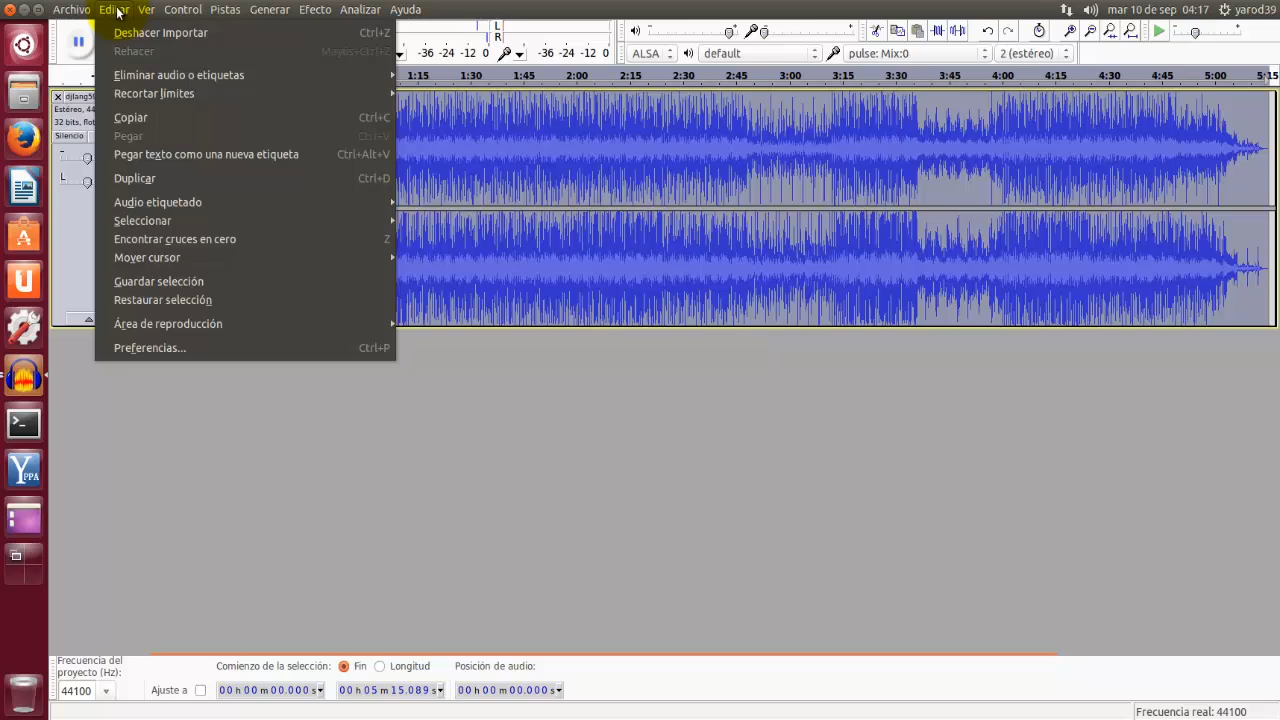 Archivo Editar Ver Control Pistas Generar Efecto Analizar Ayuda
mar 10 de sep 04:17 yarod39
Deshacer Importar Ctrl+Z
Rehacer Mayús+Ctrl+Z
Eliminar audio o etiquetas
Recortar límites
Copiar Ctrl+C
Pegar Ctrl+V
Pegar texto como una nueva etiqueta Ctrl+Alt+V
Duplicar Ctrl+D
Audio etiquetado
Seleccionar
Encontrar cruces en cero Z
Mover cursor
Guardar selección
Restaurar selección
Área de reproducción
Preferencias... Ctrl+P
L
R
-36 -24 -12 0
-36 -24 -12 0
ALSA default pulse: Mix:0 2 (estéreo)
1:15 1:30 1:45 2:00 2:15 2:30 2:45 3:00 3:15 3:30 3:45 4:00 4:15 4:30 4:45 5:00 5:15
Estéreo, 44
32 bits, flot
Silencio
L
YPPA
Frecuencia del
proyecto (Hz):
44100
Ajuste a
Comienzo de la selección: Fin Longitud Posición de audio:
00 h 00 m 00.000 s 00 h 05 m 15.089 s 00 h 00 m 00.000 s
Frecuencia real: 44100